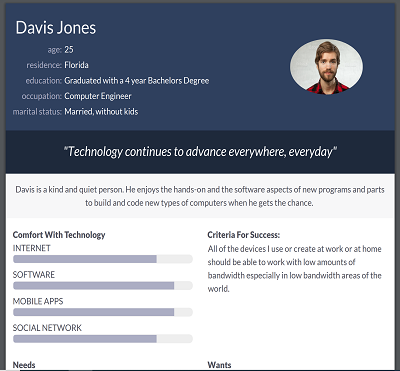 Davis Jones
age: 25
residence: Florida
education: Graduated with a 4 year Bachelors Degree
occupation: Computer Engineer
marital status: Married, without kids
"Technology continues to advance everywhere, everyday"
Davis is a kind and quiet person. He enjoys the hands-on and the software aspects of new programs and parts
to build and code new types of computers when he gets the chance.
Comfort With Technology
INTERNET
SOFTWARE
MOBILE APPS
SOCIAL NETWORK
Criteria For Success:
All of the devices I use or create at work or at home
should be able to work with low amounts of
bandwidth especially in low bandwidth areas of the
world.
Needs
Wants